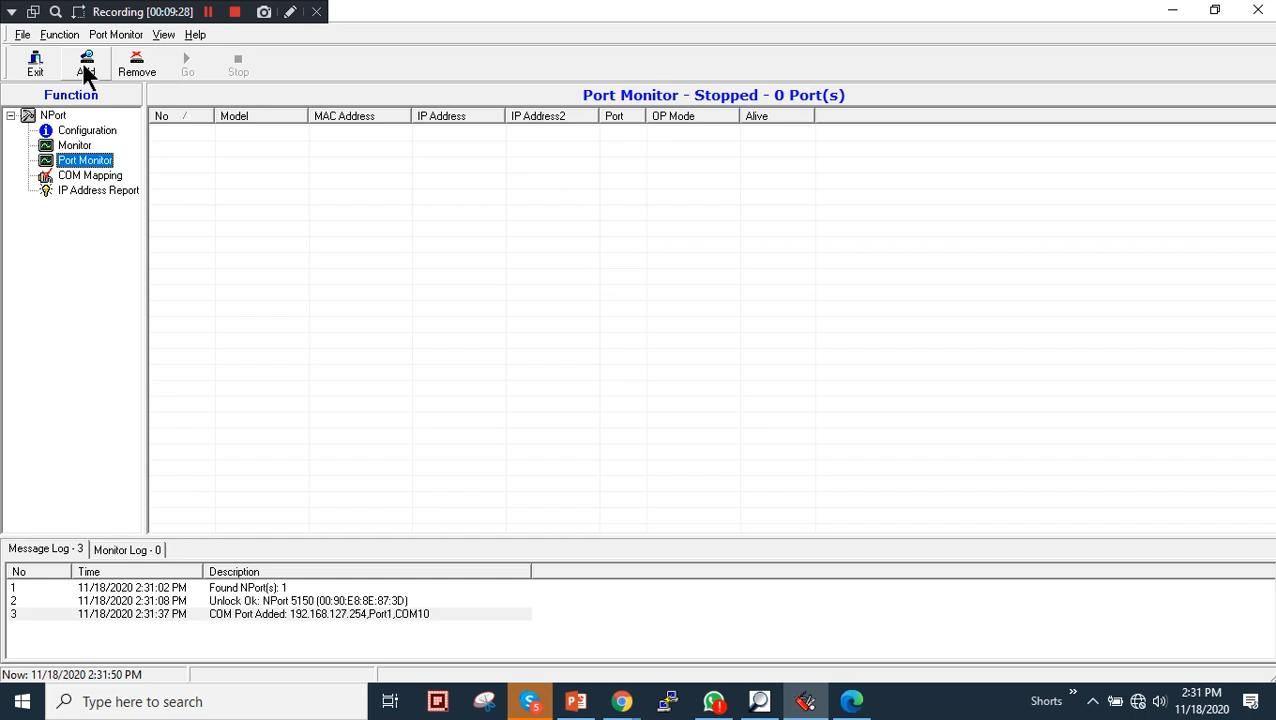 Recording [00:09:28]
File Function Port Monitor View Help
Exit Remove Go Stop
Function
Port Monitor - Stopped - 0 Port(s)
NPort
Configuration
Monitor
Port Monitor
COM Mapping
IP Address Report
No / Model MAC Address IP Address IP Address2 Port OP Mode Alive
Message Log - 3 Monitor Log - 0
No Time Description
1 11/18/2020 2:31:02 PM Found NPort(s): 1
2 11/18/2020 2:31:08 PM Unlock Ok: NPort 5150 (00:90:E8:8E:87:3D)
3 11/18/2020 2:31:37 PM COM Port Added: 192.168.127.254,Port1,COM10
Now: 11/18/2020 2:31:50 PM
Type here to search
Shorts
2:31 PM
11/18/2020